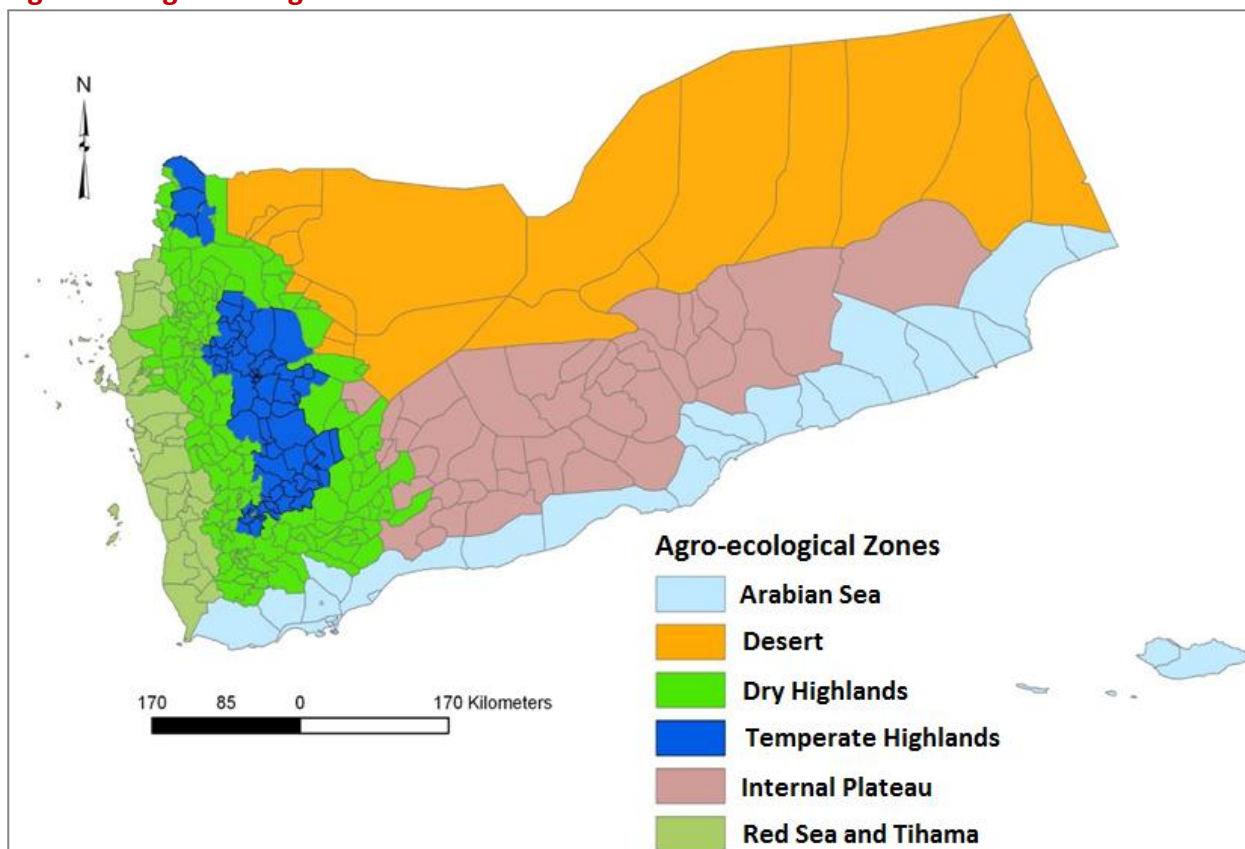 N
170 85 0 170 Kilometers
Agro-ecological Zones
Arabian Sea
Desert
Dry Highlands
Temperate Highlands
Internal Plateau
Red Sea and Tihama